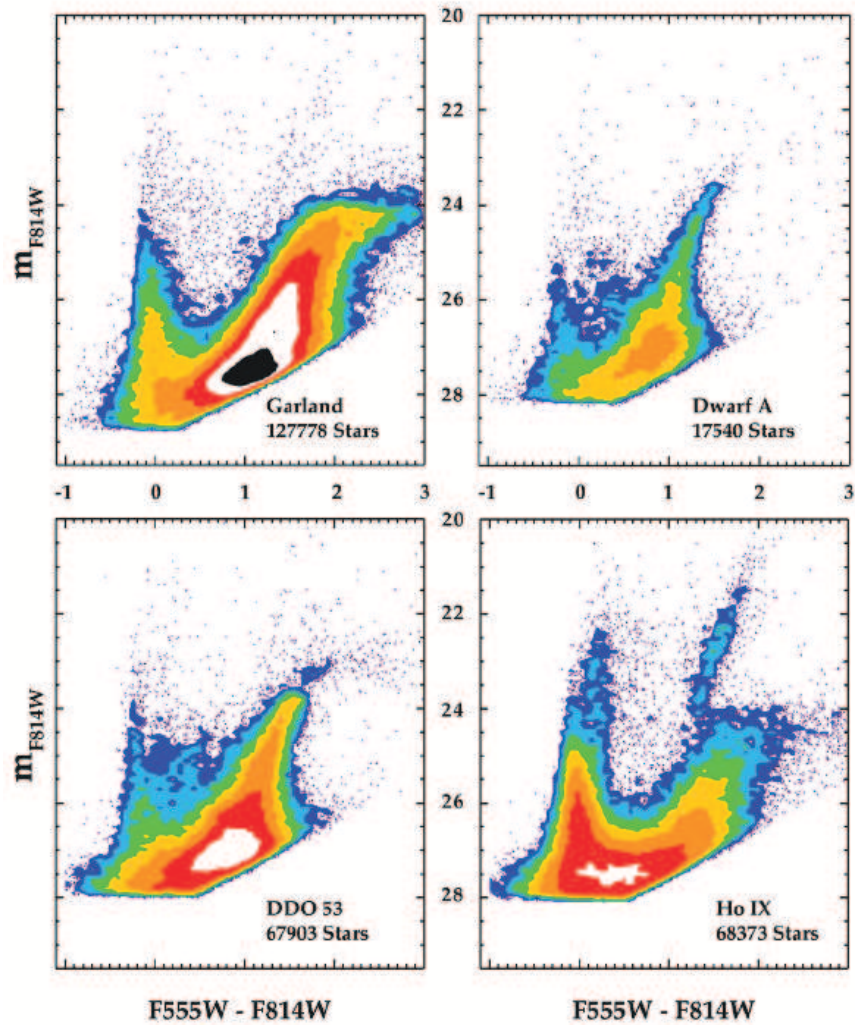 20
22
24
26
28
m_F814W
Garland
127778 Stars
Dwarf A
17540 Stars
-1 0 1 2 3
-1 0 1 2 3
20
22
24
26
28
m_F814W
DDO 53
67903 Stars
Ho IX
68373 Stars
F555W - F814W
F555W - F814W